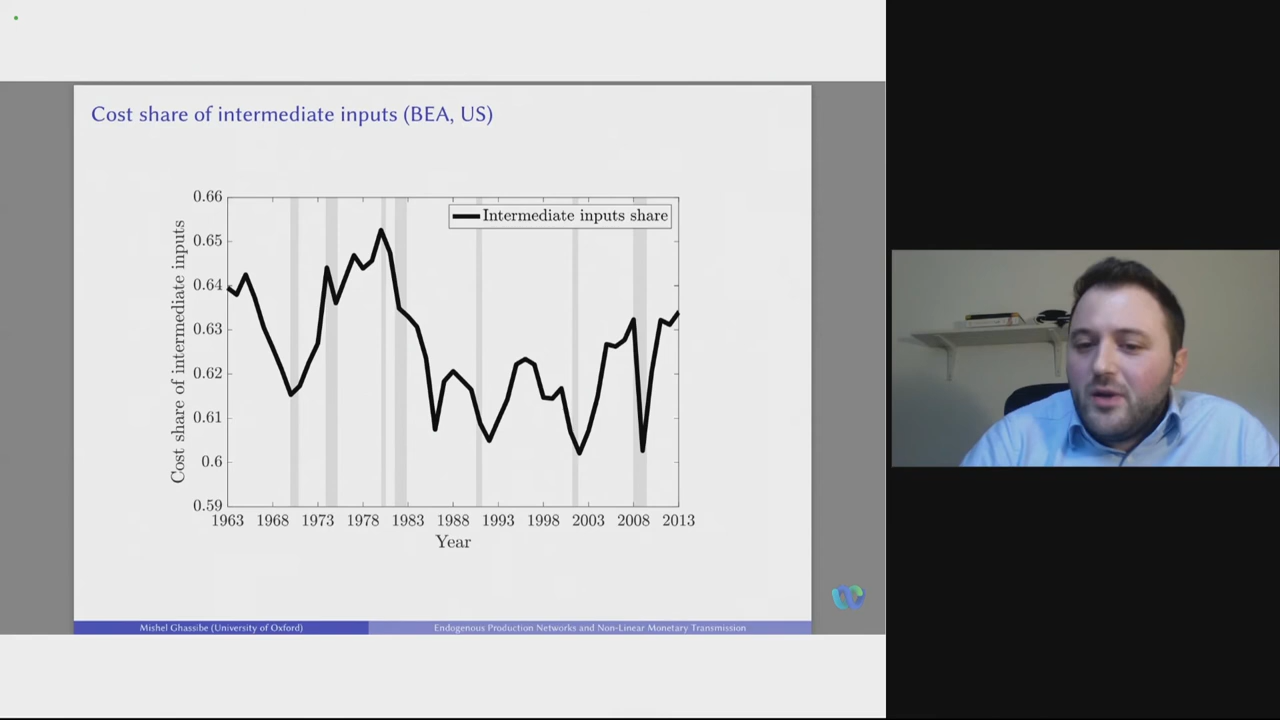 Cost share of intermediate inputs (BEA, US)
Cost share of intermediate inputs
0.66
0.65
0.64
0.63
0.62
0.61
0.6
0.59
Intermediate inputs share
1963 1968 1973 1978 1983 1988 1993 1998 2003 2008 2013
Year
Mishel Ghassibe (University of Oxford) Endogenous Production Networks and Non-Linear Monetary Transmission